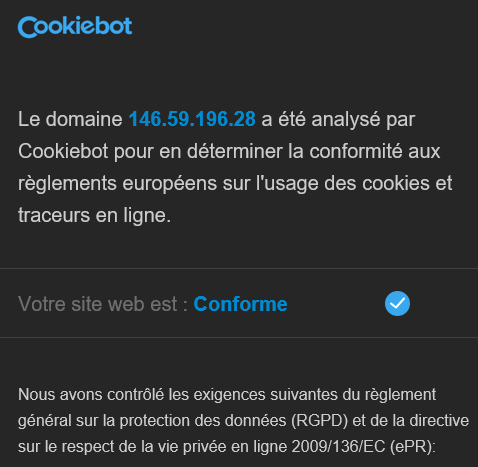 Cookiebot
Le domaine 146.59.196.28 a été analysé par
Cookiebot pour en déterminer la conformité aux
règlements européens sur l'usage des cookies et
traceurs en ligne.
Votre site web est : Conforme
Nous avons contrôlé les exigences suivantes du règlement
général sur la protection des données (RGPD) et de la directive
sur le respect de la vie privée en ligne 2009/136/EC (ePR):